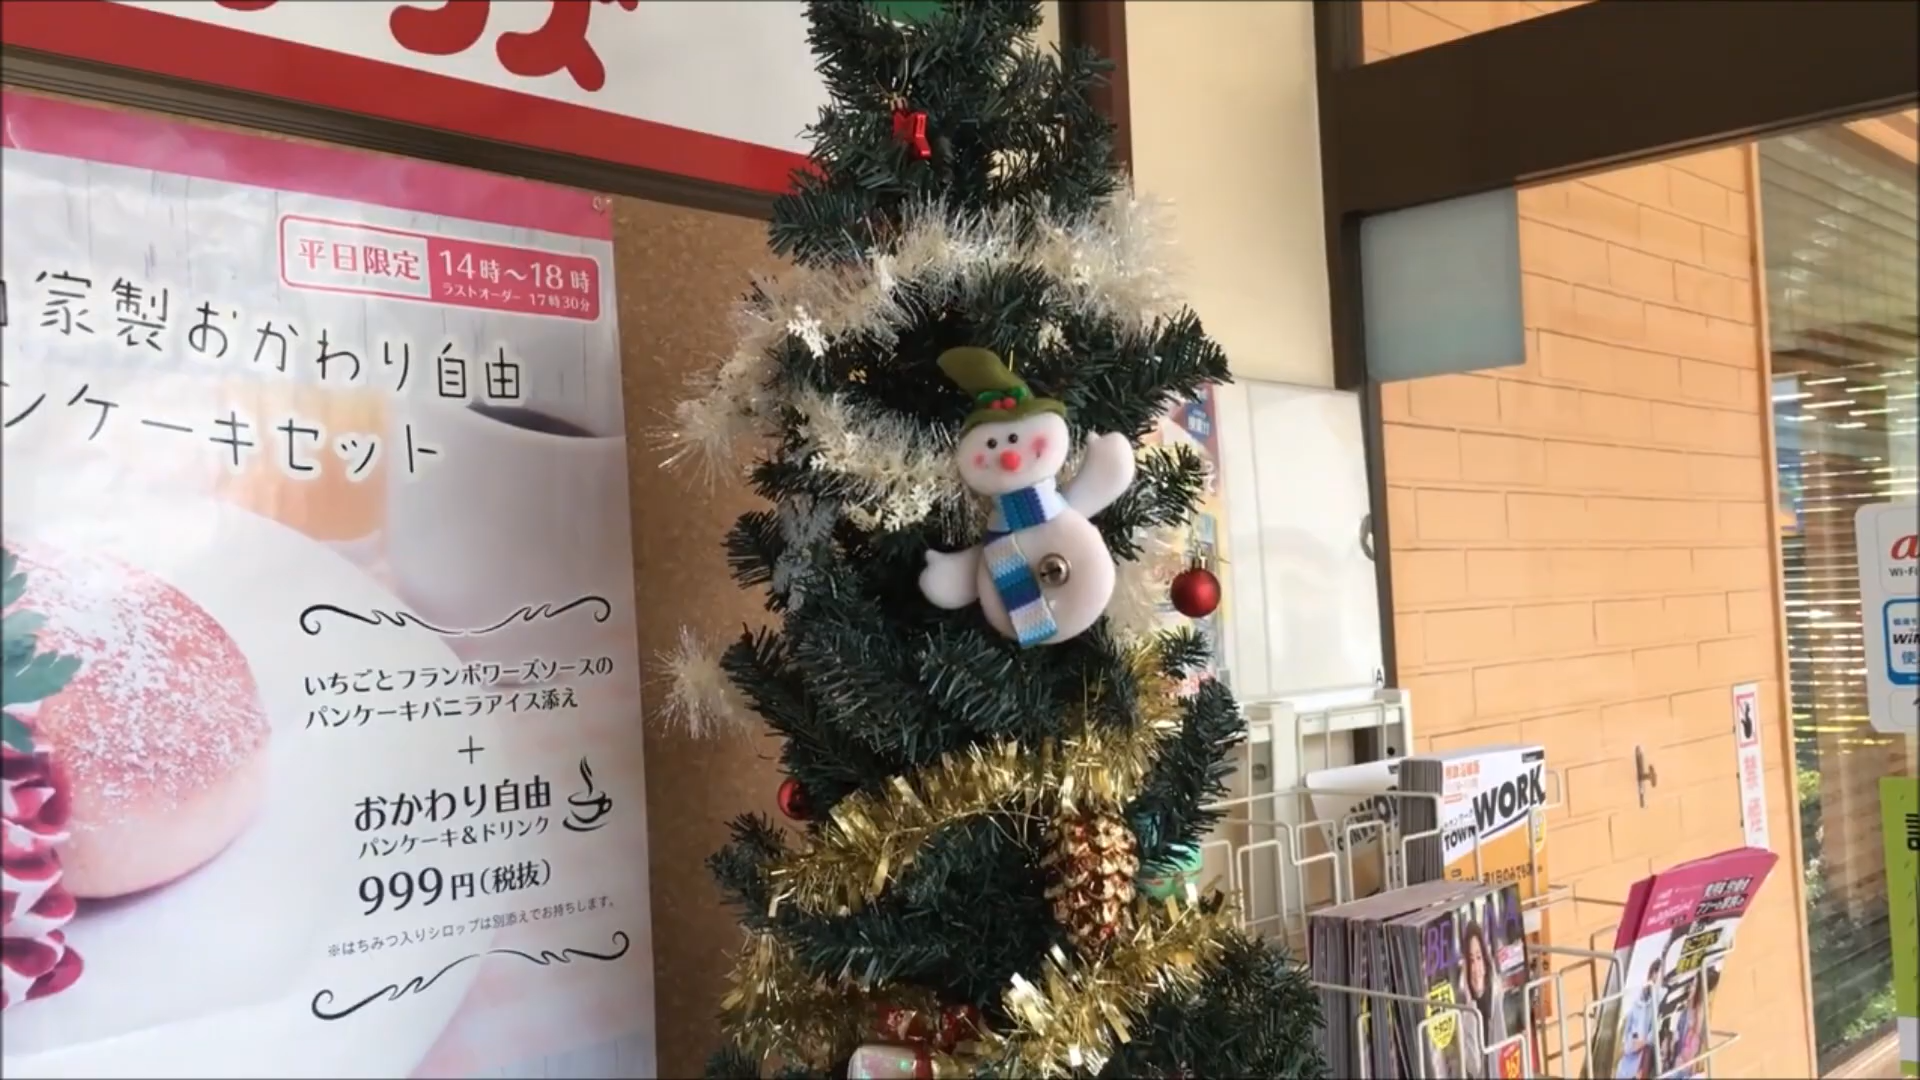 平日限定 14時～18時
ラストオーダー 17時30分
家製おかわり自由
ンケーキセット
いちごとフランボワーズソースの
パンケーキバニラアイス添え
+
おかわり自由
パンケーキ&ドリンク
999円(税抜)
※はちみつ入りシロップは別添えでお持ちします。
TOWN WORK
禁煙
Wi-Fi